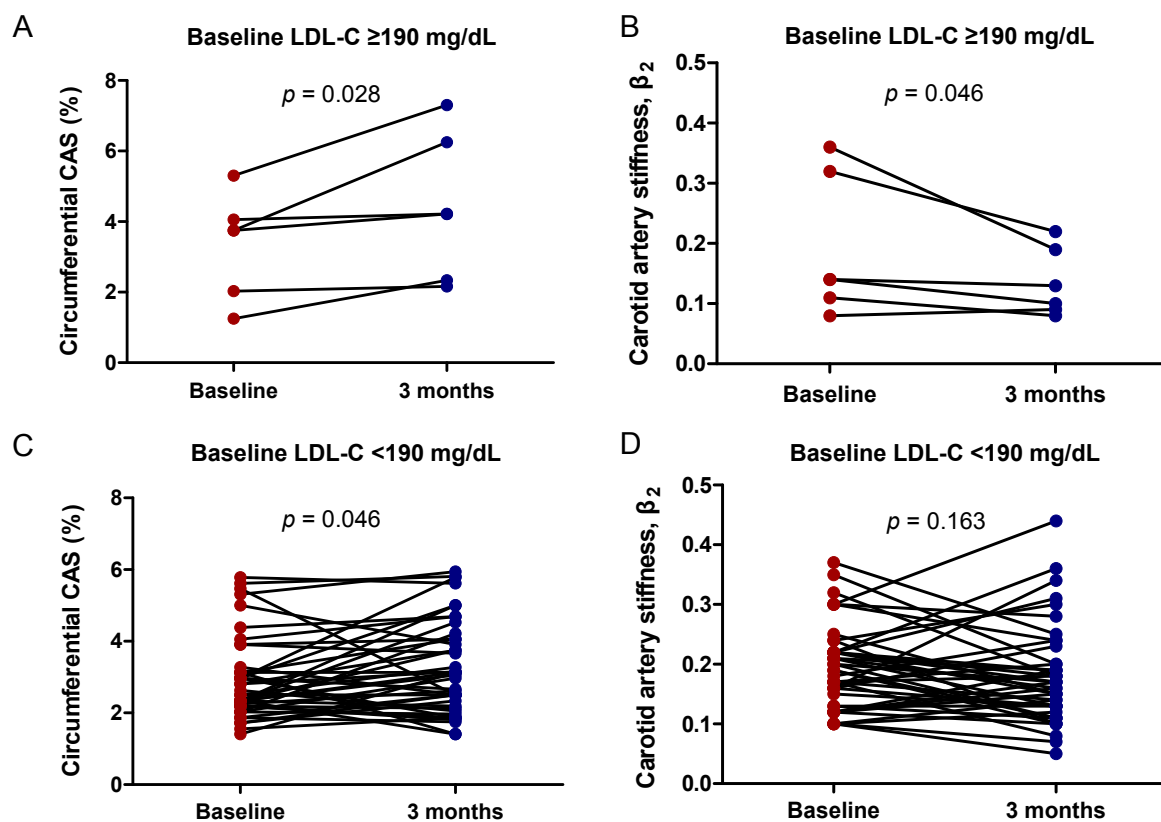 A
Baseline LDL-C ≥190 mg/dL
p = 0.028
Circumferential CAS (%)
8
6
4
2
0
Baseline
3 months
B
Baseline LDL-C ≥190 mg/dL
p = 0.046
Carotid artery stiffness, β2
0.5
0.4
0.3
0.2
0.1
0.0
Baseline
3 months
C
Baseline LDL-C <190 mg/dL
p = 0.046
Circumferential CAS (%)
8
6
4
2
0
Baseline
3 months
D
Baseline LDL-C <190 mg/dL
p = 0.163
Carotid artery stiffness, β2
0.5
0.4
0.3
0.2
0.1
0.0
Baseline
3 months